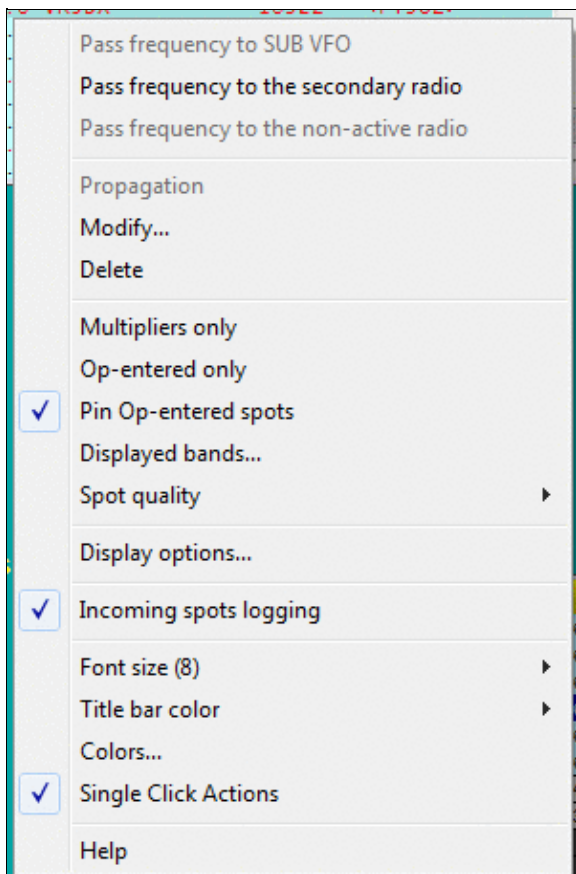 Pass frequency to SUB VFO
Pass frequency to the secondary radio
Pass frequency to the non-active radio
Propagation
Modify...
Delete
Multipliers only
Op-entered only
Pin Op-entered spots
Displayed bands...
Spot quality
Display options...
Incoming spots logging
Font size (8)
Title bar color
Colors...
Single Click Actions
Help